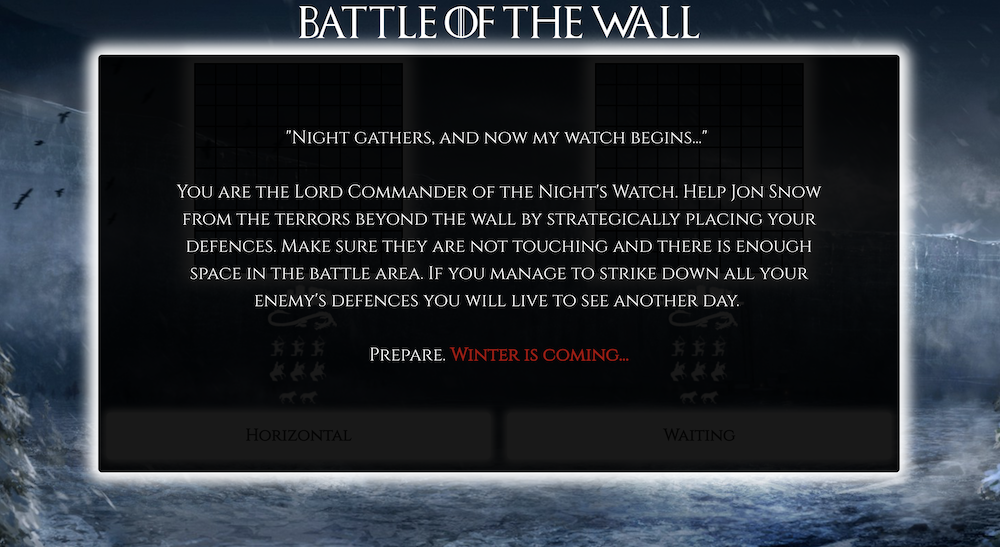 BATTLE OF THE WALL
"Night gathers, and now my watch begins..."
You are the Lord Commander of the Night's Watch. Help Jon Snow
from the terrors beyond the wall by strategically placing your
defences. Make sure they are not touching and there is enough
space in the battle area. If you manage to strike down all your
enemy's defences you will live to see another day.
Prepare. Winter is coming...
Horizontal
Waiting